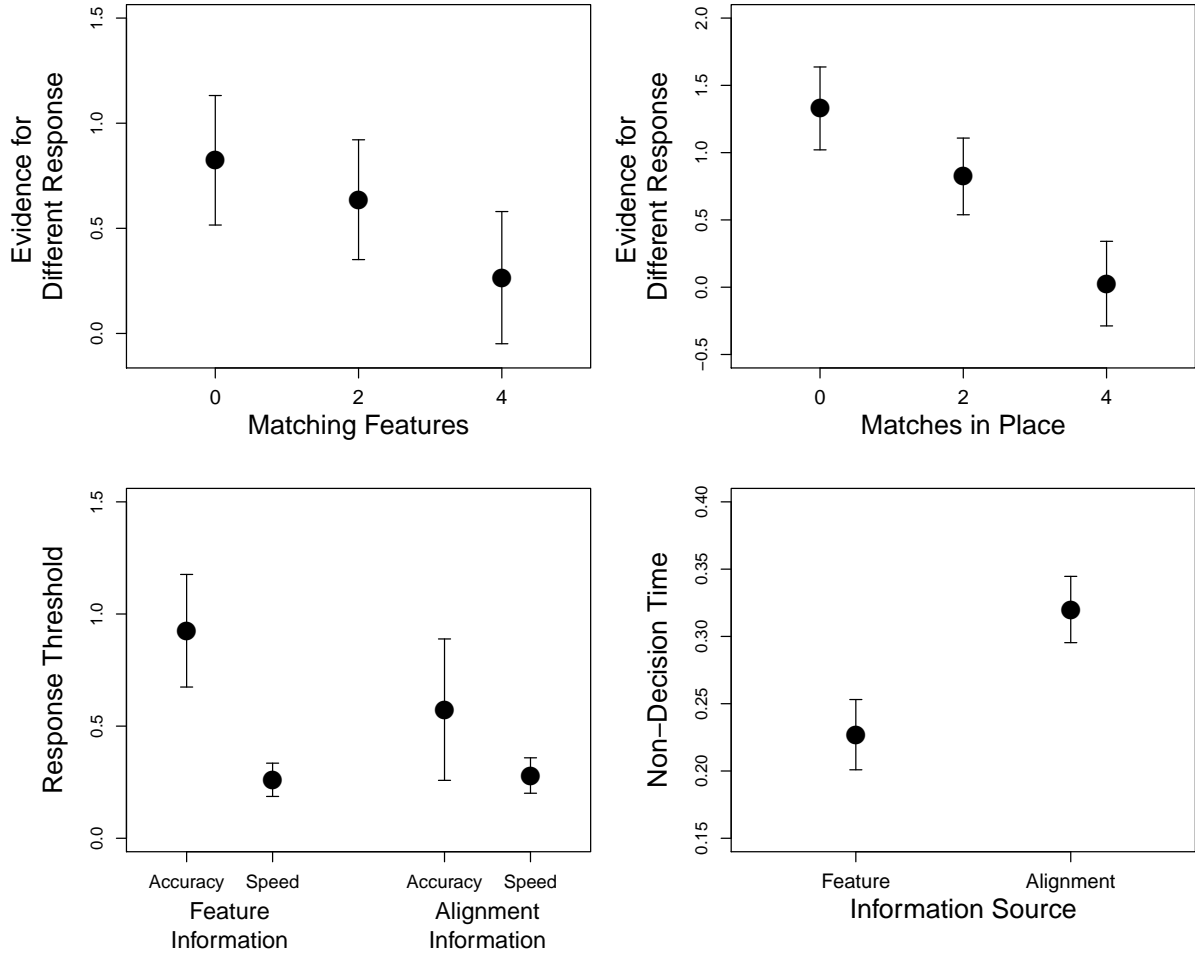 Evidence for
Different Response
1.5
1.0
0.5
0.0
0 2 4
Matching Features
Evidence for
Different Response
2.0
1.5
1.0
0.5
0.0
−0.5
0 2 4
Matches in Place
Response Threshold
1.5
1.0
0.5
0.0
Accuracy Speed Accuracy Speed
Feature Alignment
Information Information
Non−Decision Time
0.40
0.35
0.30
0.25
0.20
0.15
Feature Alignment
Information Source